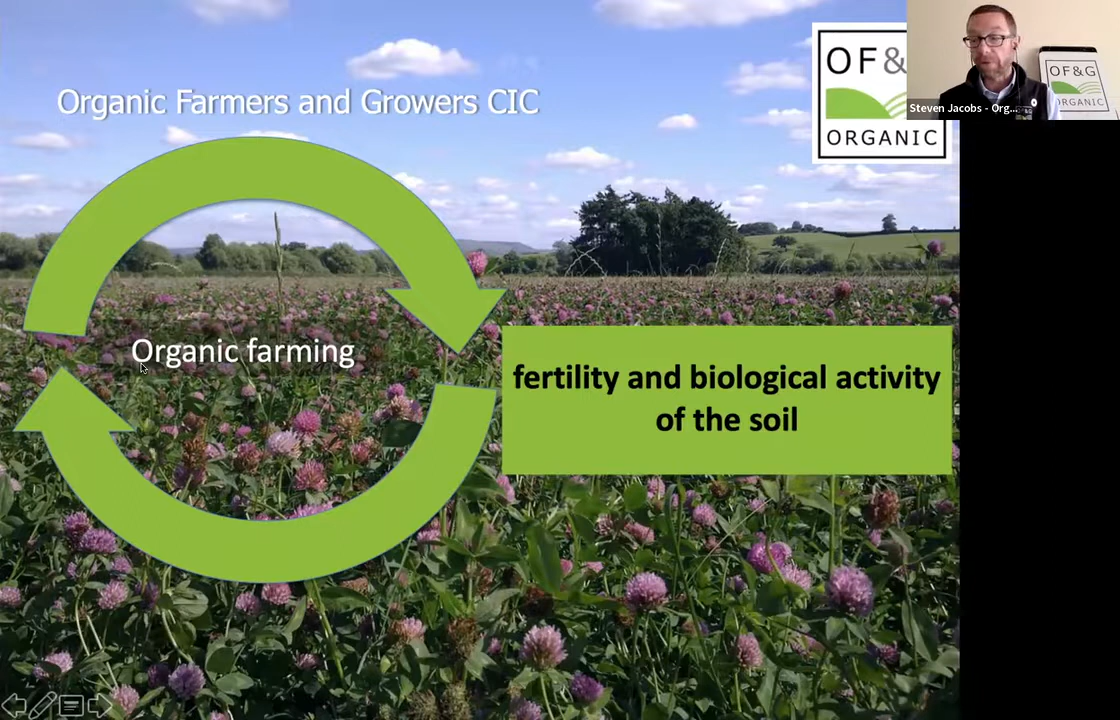 Organic Farmers and Growers CIC
OF&
ORGANIC
OF&G
ORGANIC
Steven Jacobs - Org...
Organic farming
fertility and biological activity
of the soil